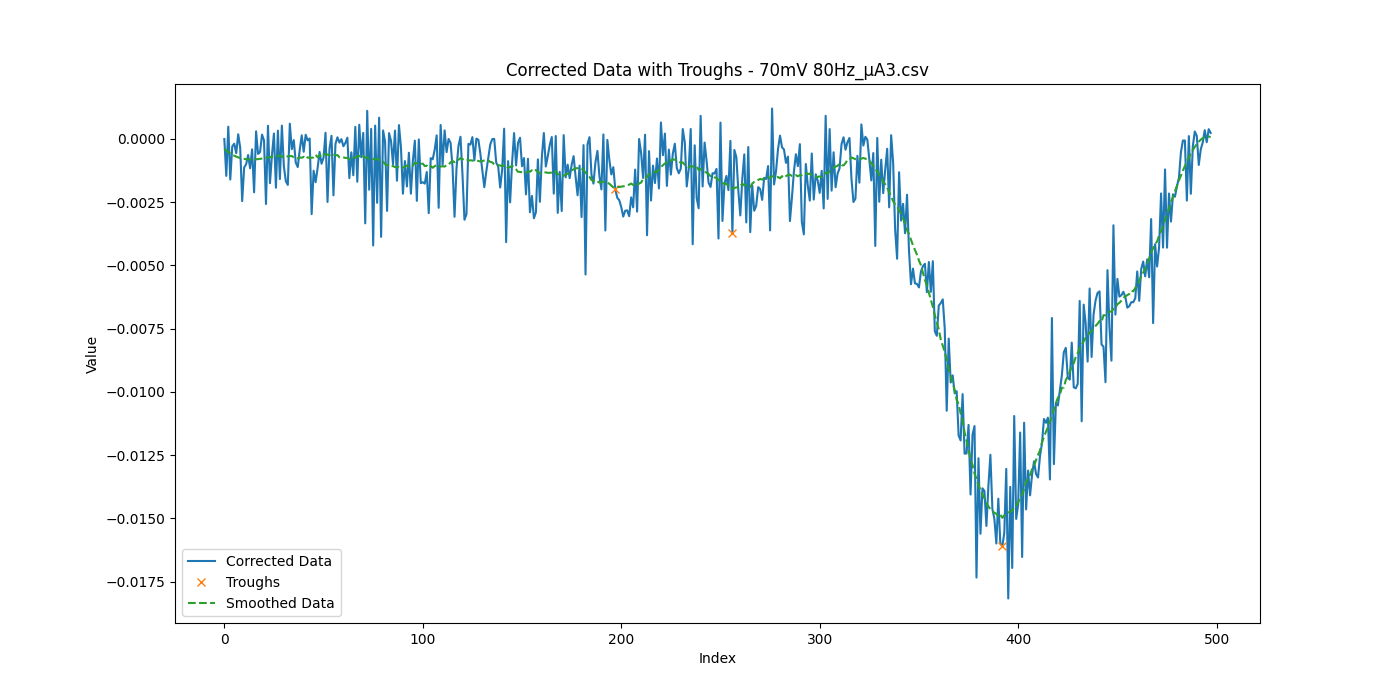 Corrected Data with Troughs - 70mV 80Hz_µA3.csv
Value
0.0000
−0.0025
−0.0050
−0.0075
−0.0100
−0.0125
−0.0150
−0.0175
Corrected Data
Troughs
Smoothed Data
0 100 200 300 400 500
Index